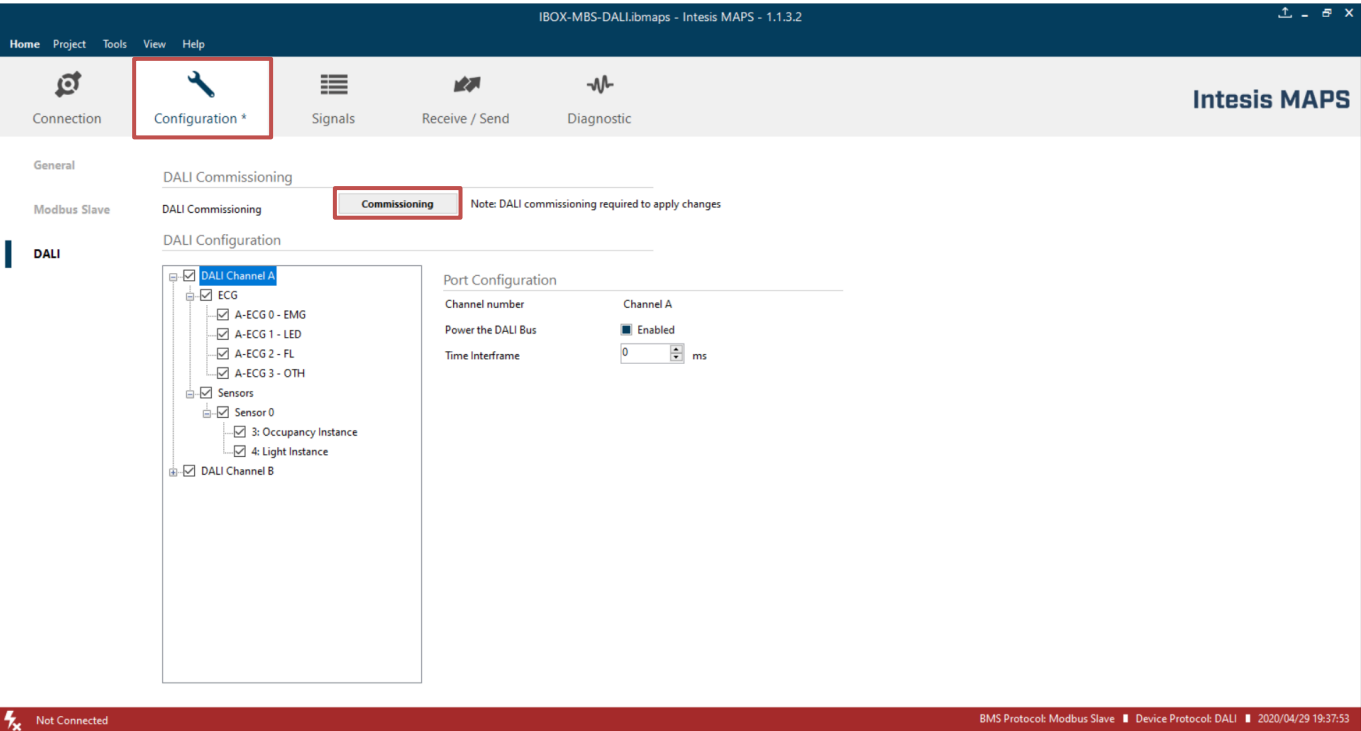 IBOX-MBS-DALI.ibmaps - Intesis MAPS - 1.1.3.2
Home Project Tools View Help
Connection Configuration * Signals Receive / Send Diagnostic
Intesis MAPS
General
Modbus Slave
DALI
DALI Commissioning
DALI Commissioning Commissioning Note: DALI commissioning required to apply changes
DALI Configuration
DALI Channel A
ECG
A-ECG 0 - EMG
A-ECG 1 - LED
A-ECG 2 - FL
A-ECG 3 - OTH
Sensors
Sensor 0
3: Occupancy Instance
4: Light Instance
DALI Channel B
Port Configuration
Channel number Channel A
Power the DALI Bus Enabled
Time Interframe 0 ms
Not Connected
BMS Protocol: Modbus Slave Device Protocol: DALI 2020/04/29 19:37:53